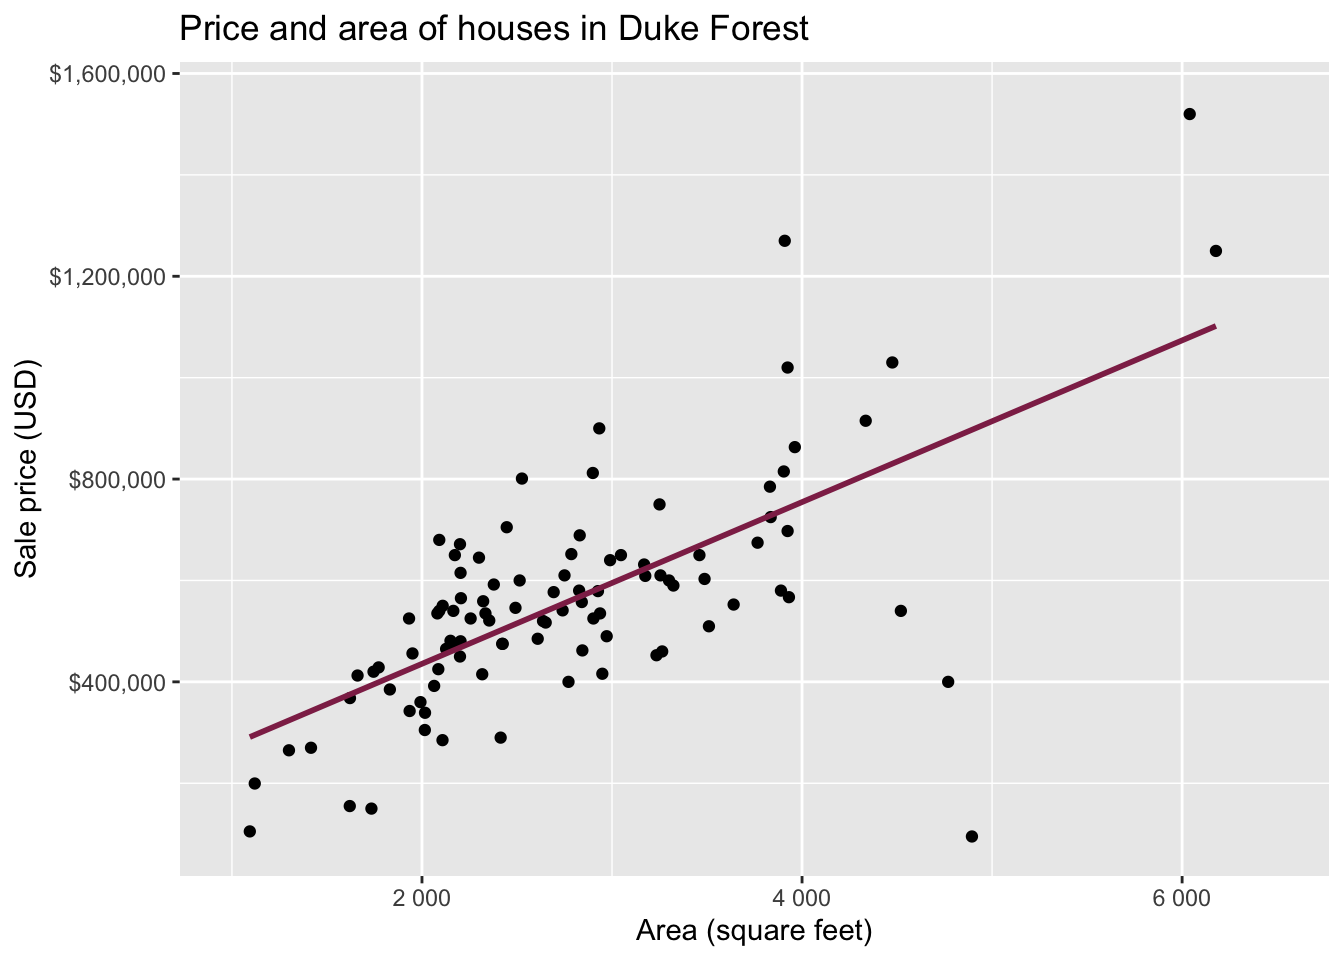 Price and area of houses in Duke Forest
$1,600,000
$1,200,000
$800,000
$400,000
Sale price (USD)
2 000
4 000
6 000
Area (square feet)